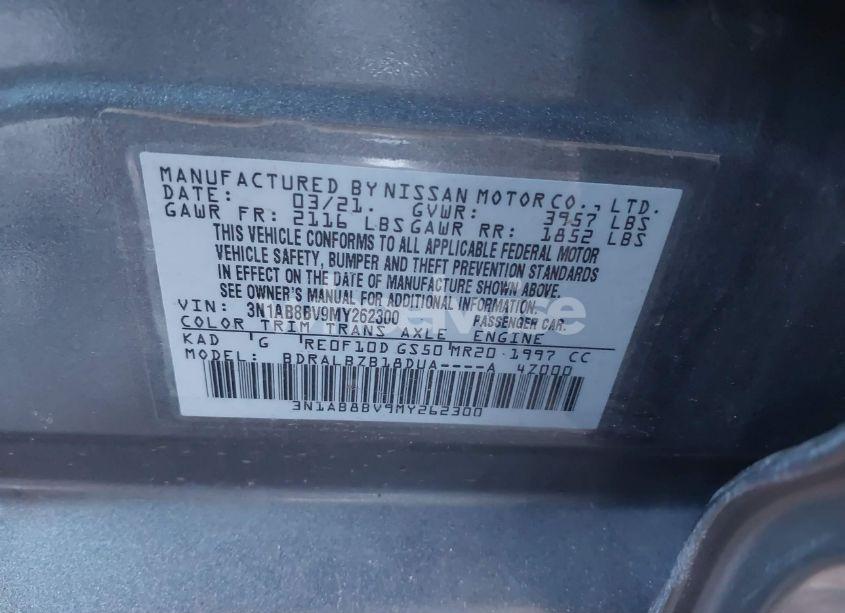 MANUFACTURED BY NISSAN MOTOR CO., LTD.
DATE: 03/21. GVWR: 3957 LBS
GAWR FR: 2116 LBS GAWR RR: 1852 LBS
THIS VEHICLE CONFORMS TO ALL APPLICABLE FEDERAL MOTOR
VEHICLE SAFETY, BUMPER AND THEFT PREVENTION STANDARDS
IN EFFECT ON THE DATE OF MANUFACTURE SHOWN ABOVE.
SEE OWNER'S MANUAL FOR ADDITIONAL INFORMATION.
VIN: 3N1AB8BV9MY262300 PASSENGER CAR.
COLOR TRIM TRANS AXLE ENGINE
KAD G RE0F10D GS50 MR20 1997 CC
MODEL: BDRALBZB18DUA----A 47000
3N1AB8BV9MY262300